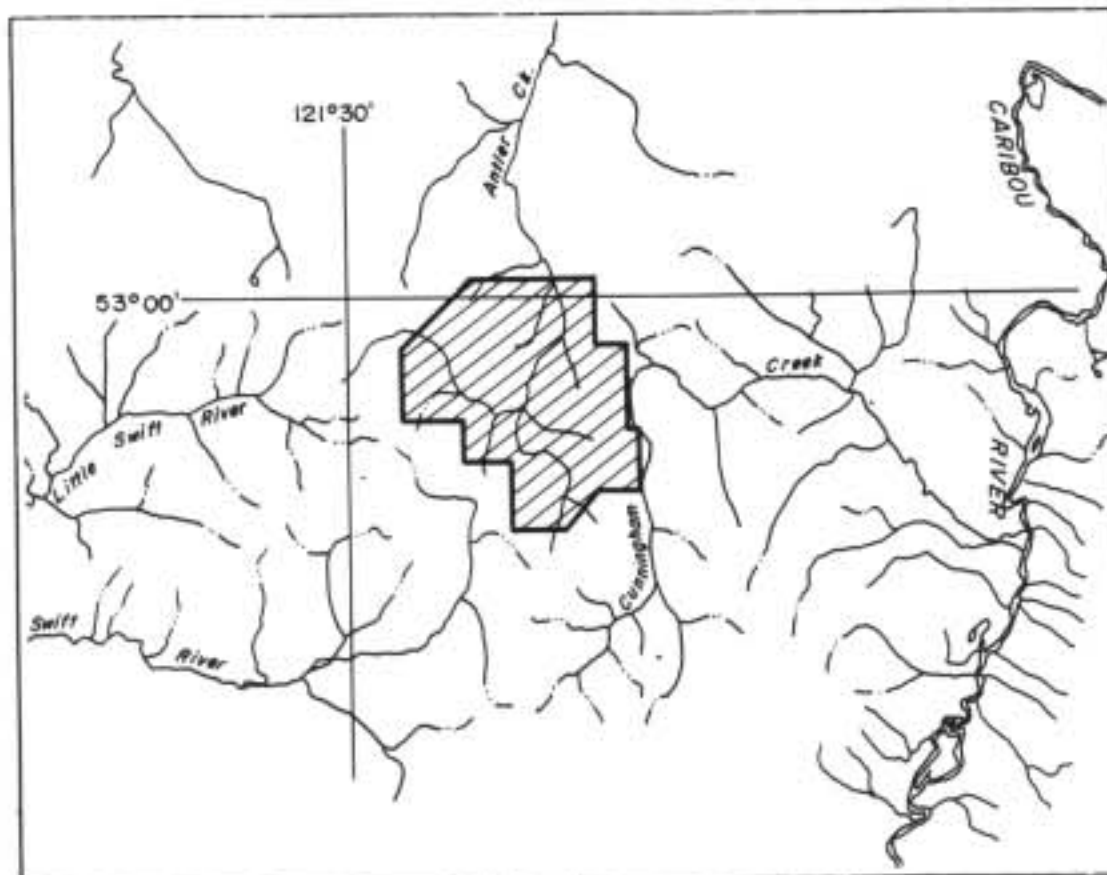 121°30'
Antler Ck.
CARIBOU
53°00'
Creek
Little Swift River
RIVER
Cunningham
Swift
River